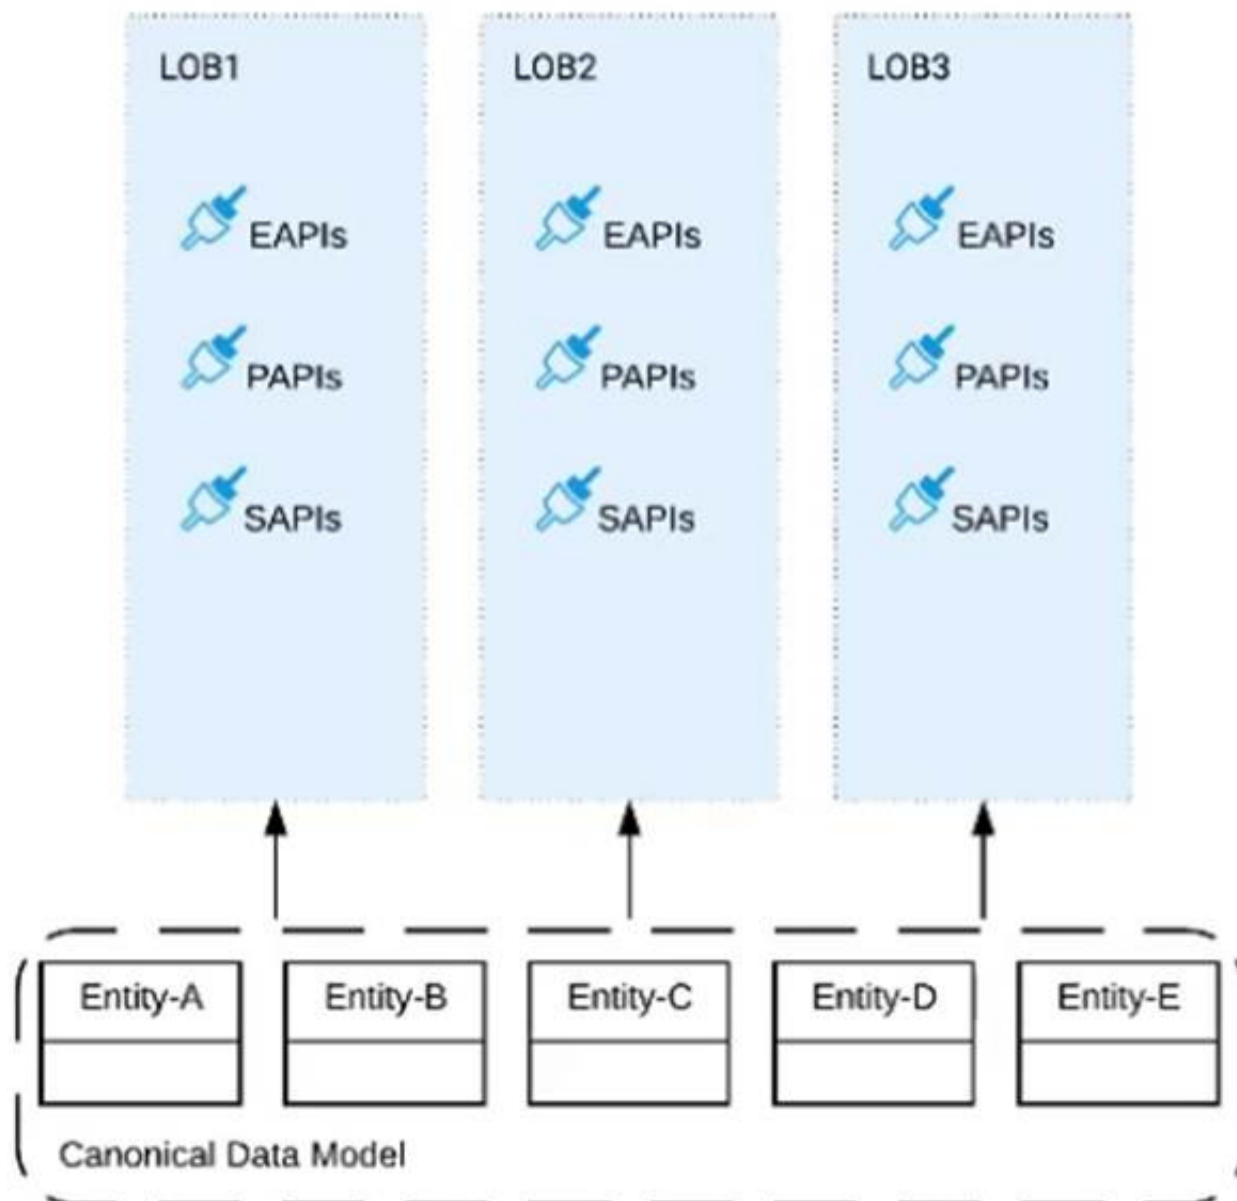 LOB1 LOB2 LOB3
EAPIs EAPIs EAPIs
PAPIs PAPIs PAPIs
SAPIs SAPIs SAPIs
Entity-A Entity-B Entity-C Entity-D Entity-E
Canonical Data Model